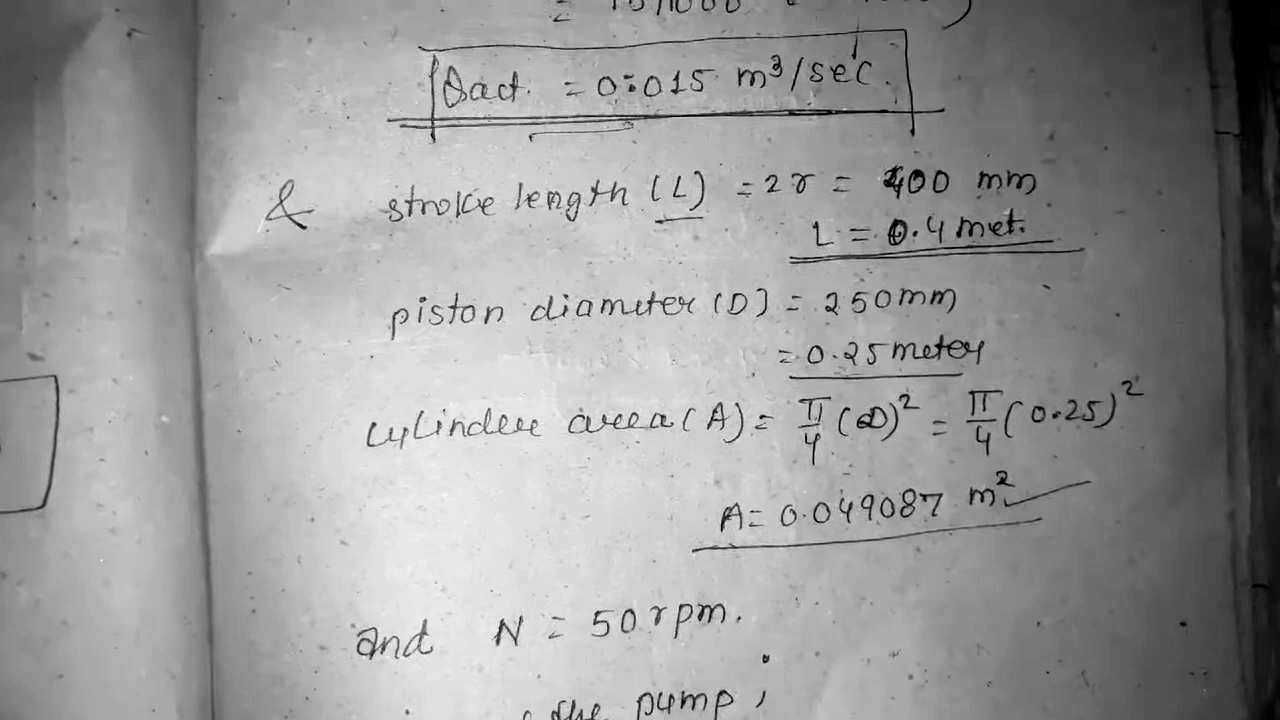 Qact. = 0.015 m³/sec.
& stroke length (L) = 2r = 400 mm
L = 0.4 met.
piston diameter (D) = 250mm
= 0.25 meter
cylinder area (A) = π/4 (D)² = π/4 (0.25)²
A = 0.049087 m²
and N = 50 rpm.
the pump ;